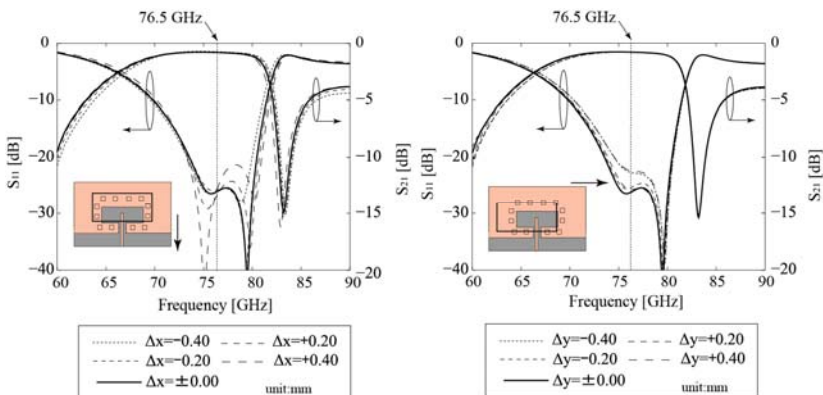 76.5 GHz
0
−10
−20
−30
−40
S11 [dB]
0
−5
−10
−15
−20
S21 [dB]
60 65 70 75 80 85 90
Frequency [GHz]
Δx=−0.40 Δx=+0.20
Δx=−0.20 Δx=+0.40
Δx=±0.00 unit:mm
76.5 GHz
0
−10
−20
−30
−40
S11 [dB]
0
−5
−10
−15
−20
S21 [dB]
60 65 70 75 80 85 90
Frequency [GHz]
Δy=−0.40 Δy=+0.20
Δy=−0.20 Δy=+0.40
Δy=±0.00 unit:mm